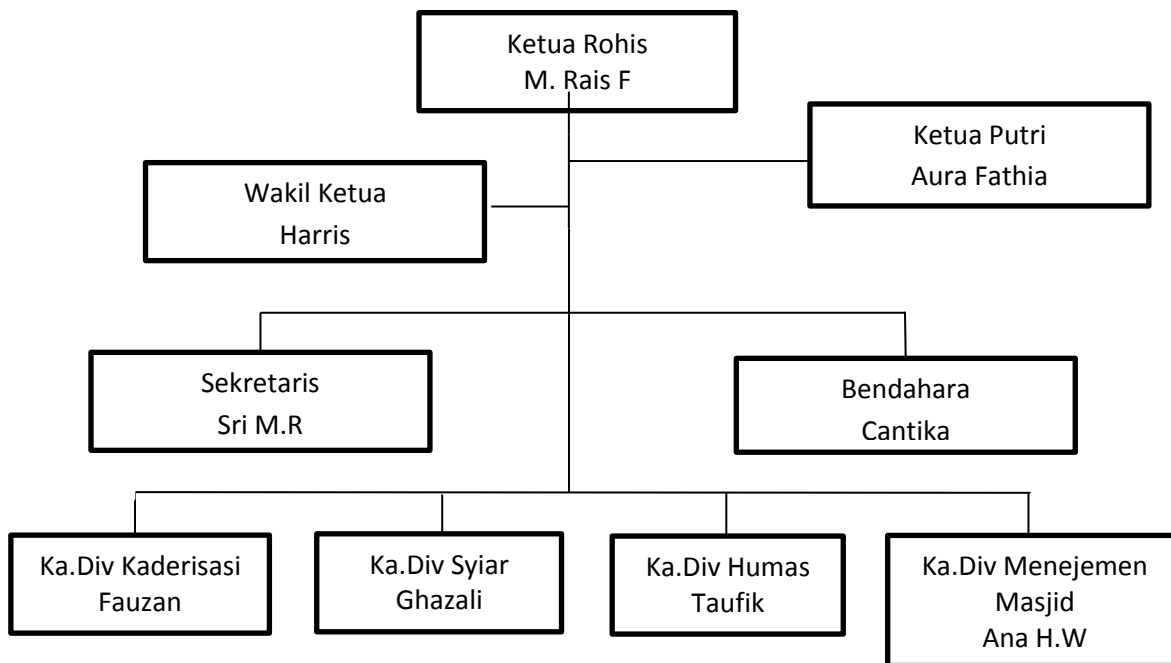 Ketua Rohis
M. Rais F
Ketua Putri
Aura Fathia
Wakil Ketua
Harris
Sekretaris
Sri M.R
Bendahara
Cantika
Ka.Div Kaderisasi
Fauzan
Ka.Div Syiar
Ghazali
Ka.Div Humas
Taufik
Ka.Div Menejemen
Masjid
Ana H.W